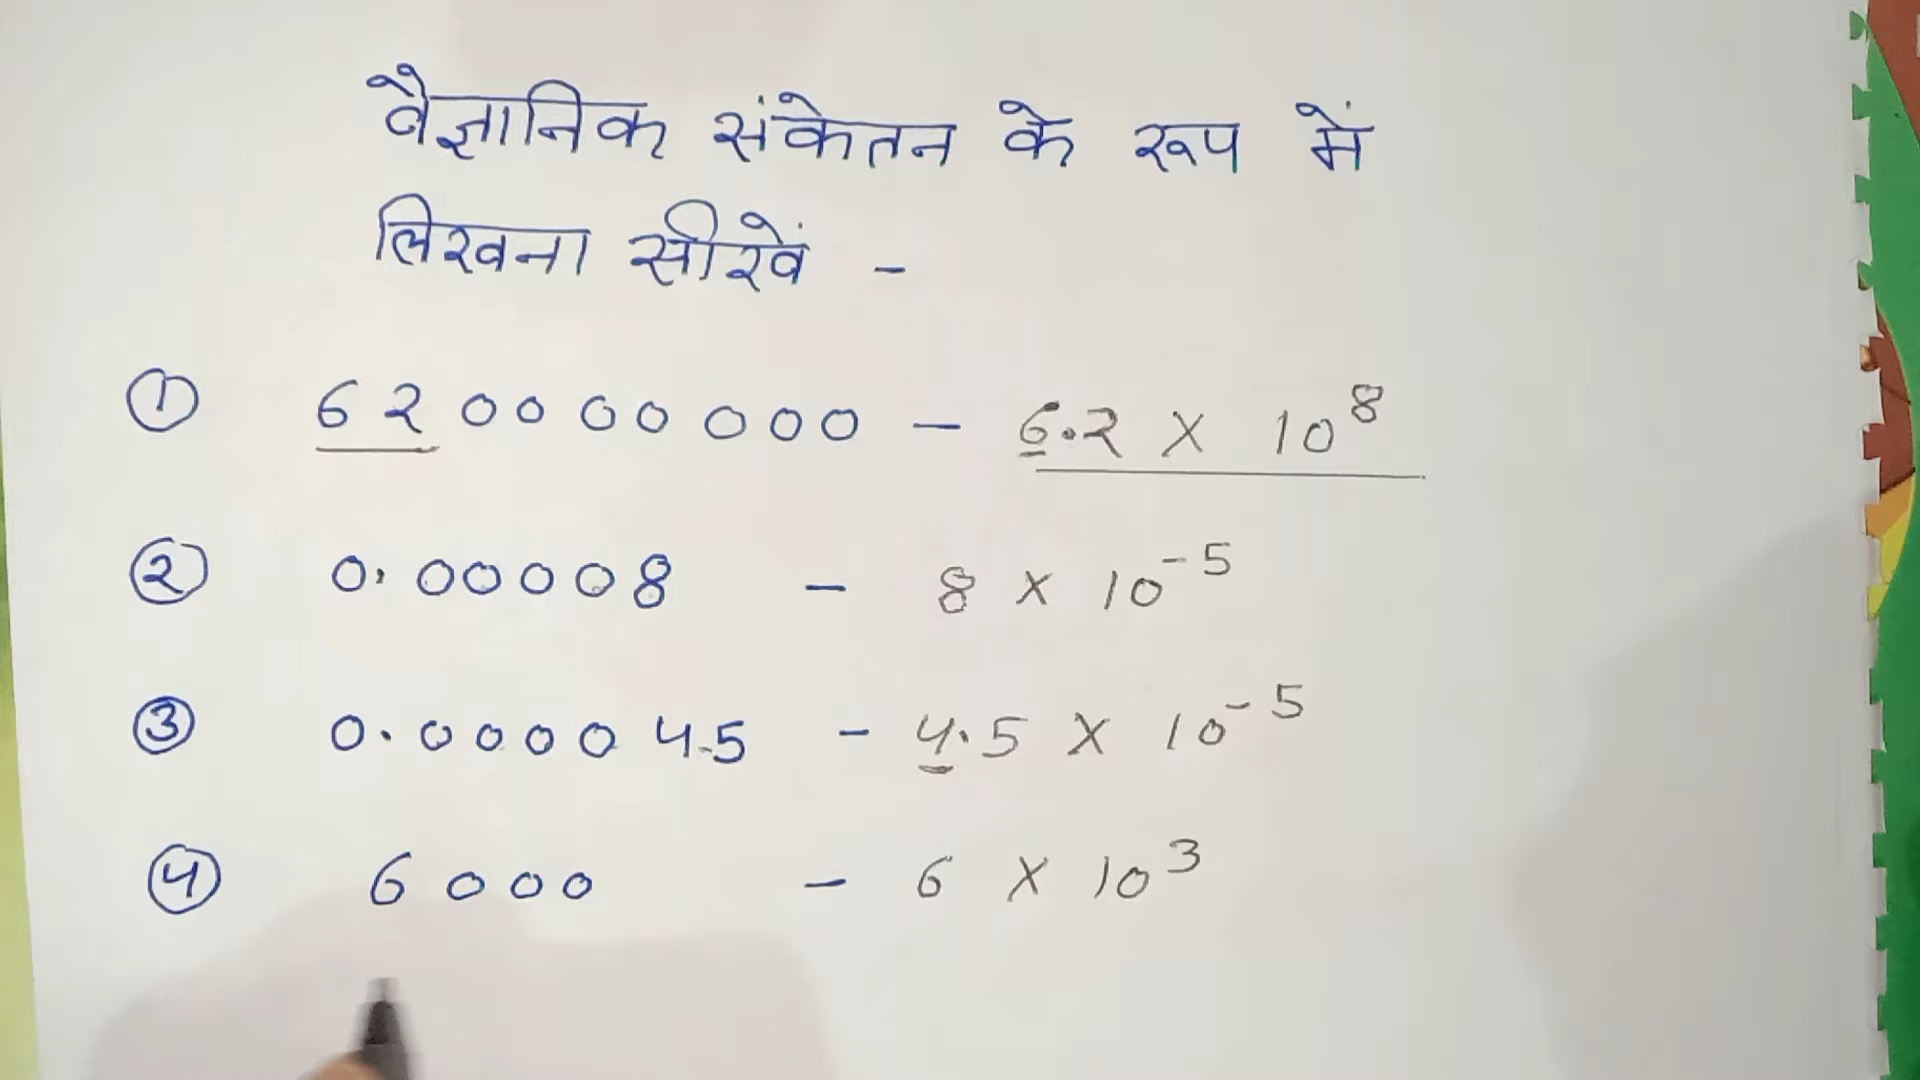 वैज्ञानिक संकेतन के रूप में
लिखना सीखें -
① 620000000 - 6.2 × 10⁸
② 0.00008 - 8 × 10⁻⁵
③ 0.000045 - 4.5 × 10⁻⁵
④ 6000 - 6 × 10³